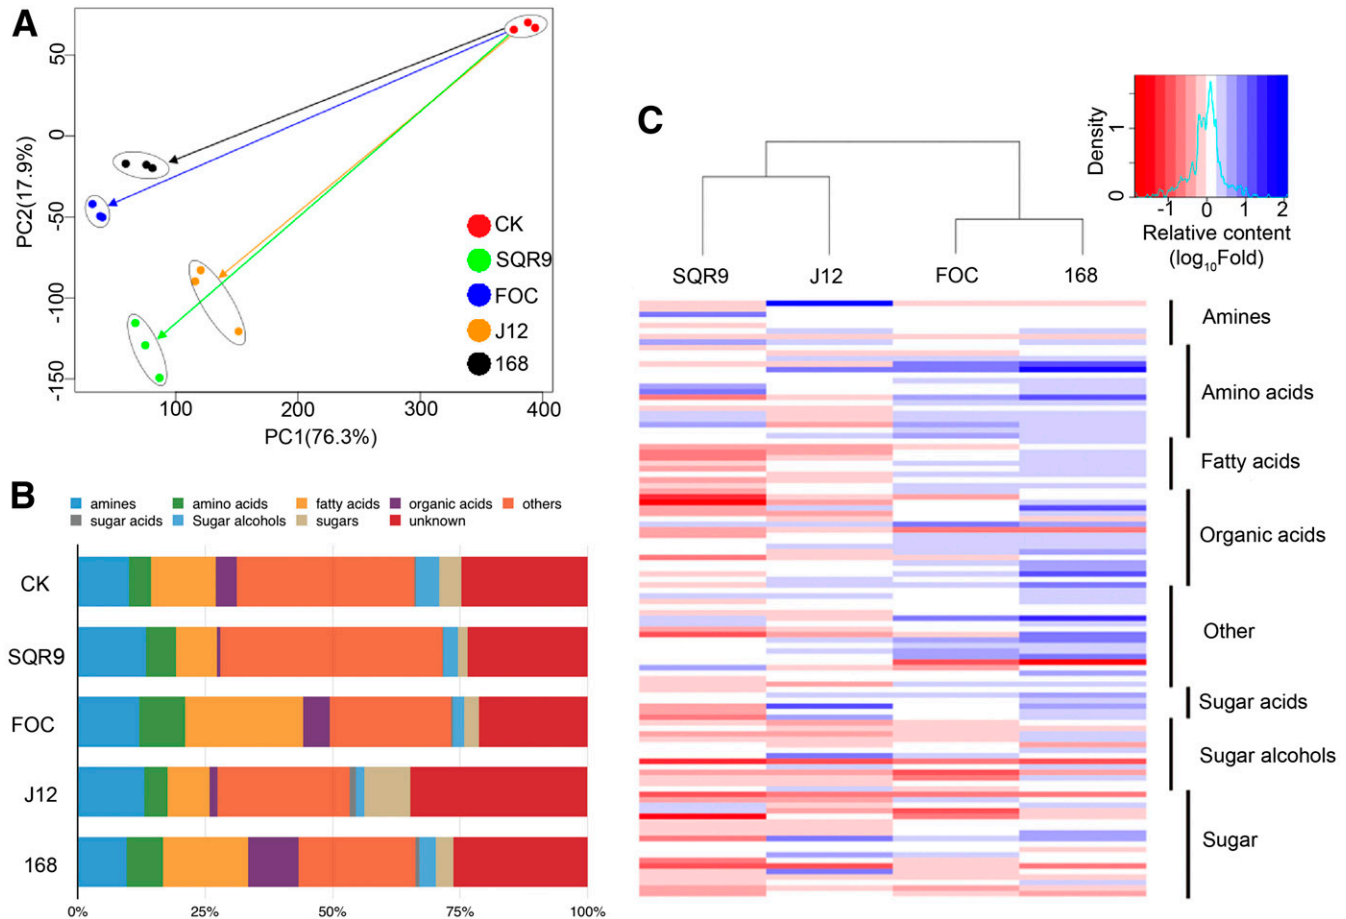 A
50
0
-50
-100
-150
PC2(17.9%)
100
200
300
400
PC1(76.3%)
CK
SQR9
FOC
J12
168
B
amines
amino acids
fatty acids
organic acids
others
sugar acids
Sugar alcohols
sugars
unknown
CK
SQR9
FOC
J12
168
0%
25%
50%
75%
100%
C
Density
0
1
-1
0
1
2
Relative content
(log10Fold)
SQR9
J12
FOC
168
Amines
Amino acids
Fatty acids
Organic acids
Other
Sugar acids
Sugar alcohols
Sugar